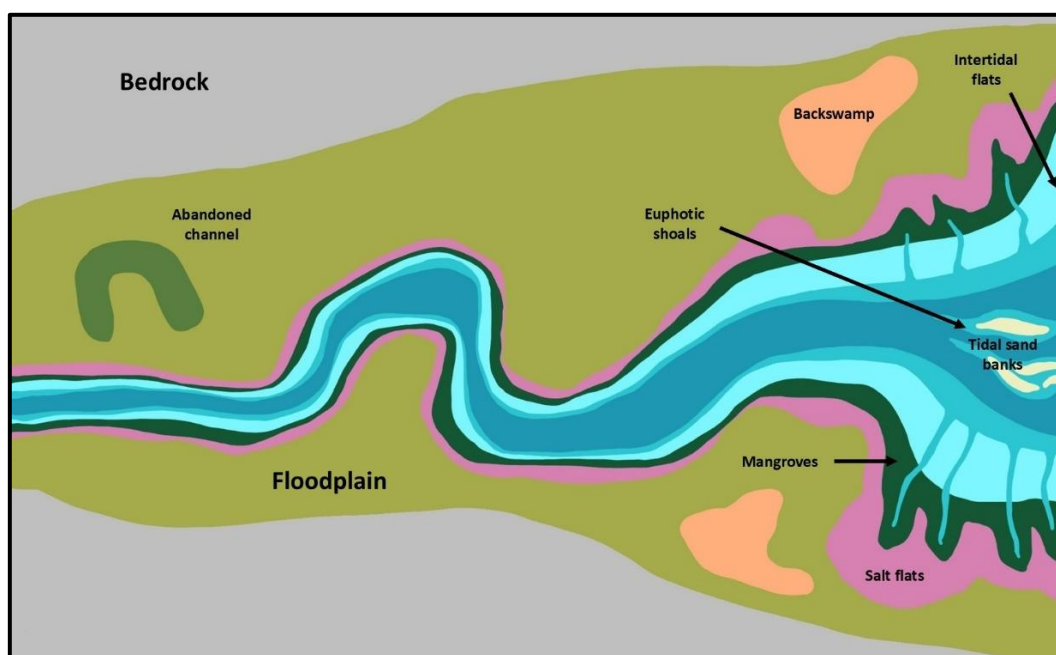 Bedrock
Intertidal
flats
Backswamp
Abandoned
channel
Euphotic
shoals
Tidal sand
banks
Mangroves
Floodplain
Salt flats